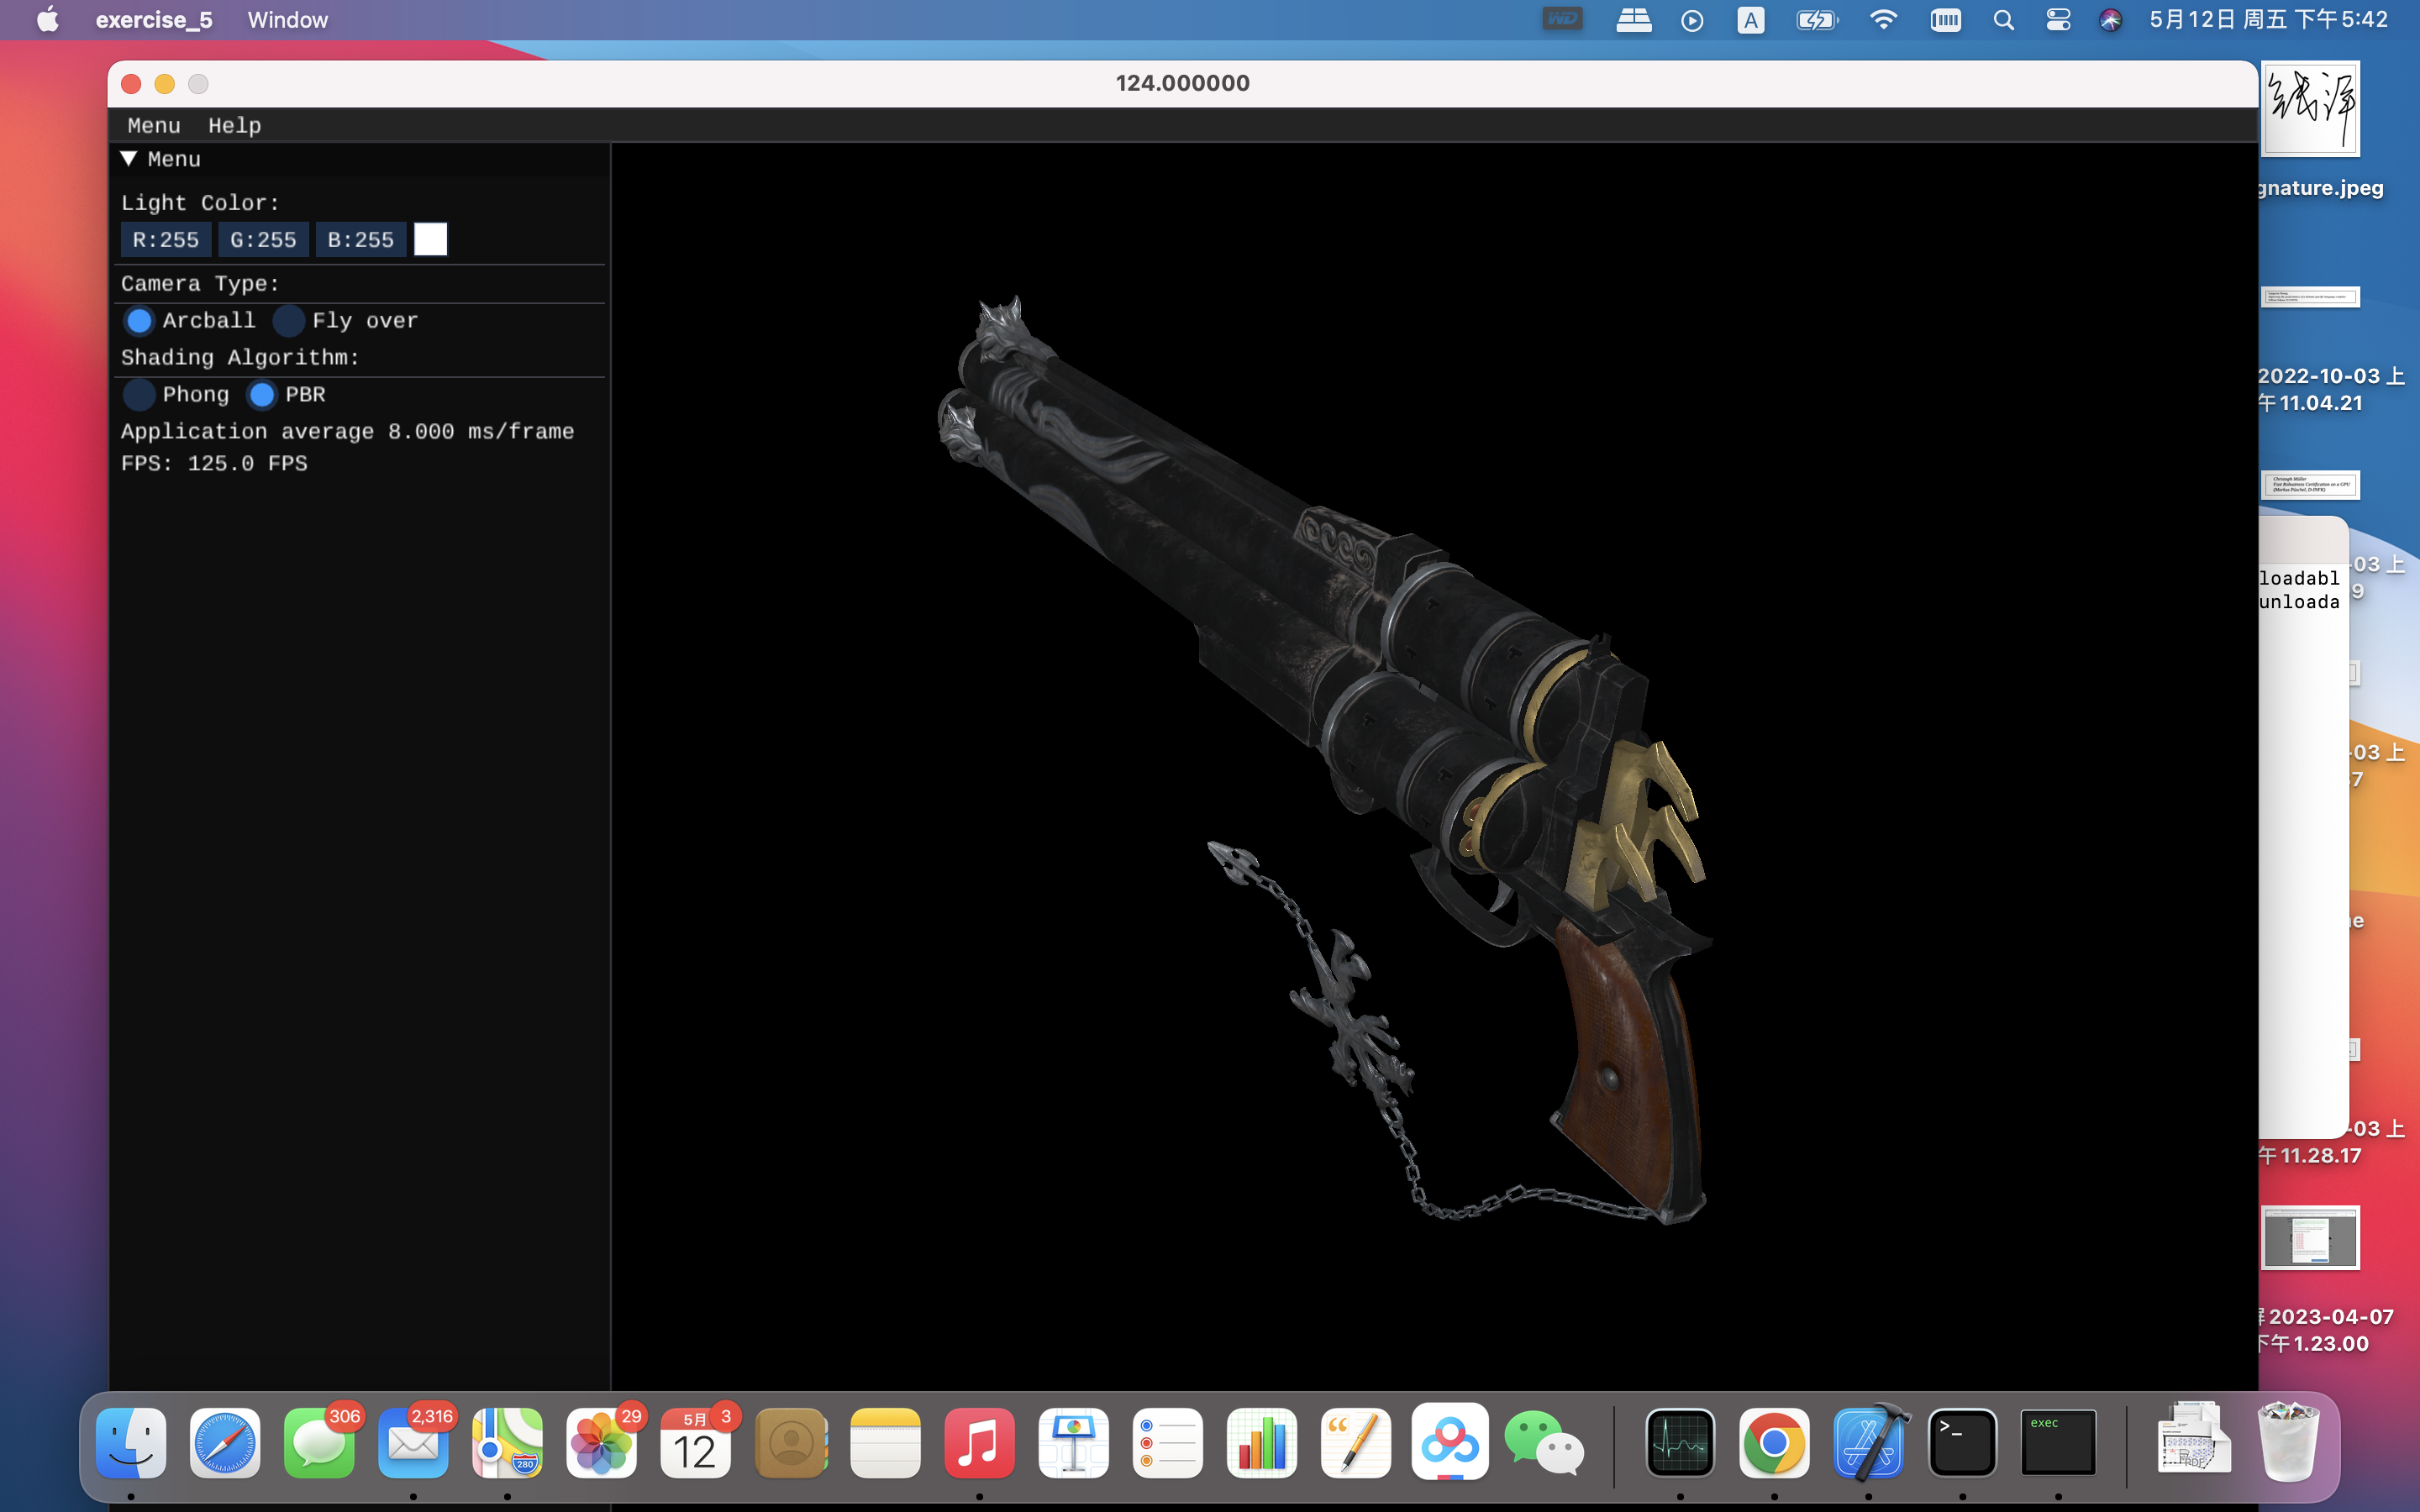 exercise_5 Window
A
5月12日 周五 下午5:42
124.000000
Menu Help
Menu
Light Color:
R:255 G:255 B:255
Camera Type:
Arcball Fly over
Shading Algorithm:
Phong PBR
Application average 8.000 ms/frame
FPS: 125.0 FPS
钱洋
gnature.jpeg
2022-10-03 上
午11.04.21
-03 上
9
loadabl
unloada
-03 上
7
e
-03 上
午11.28.17
2023-04-07
下午1.23.00
306
2,316
280
29
5月
3
12
>_
exec
PDF